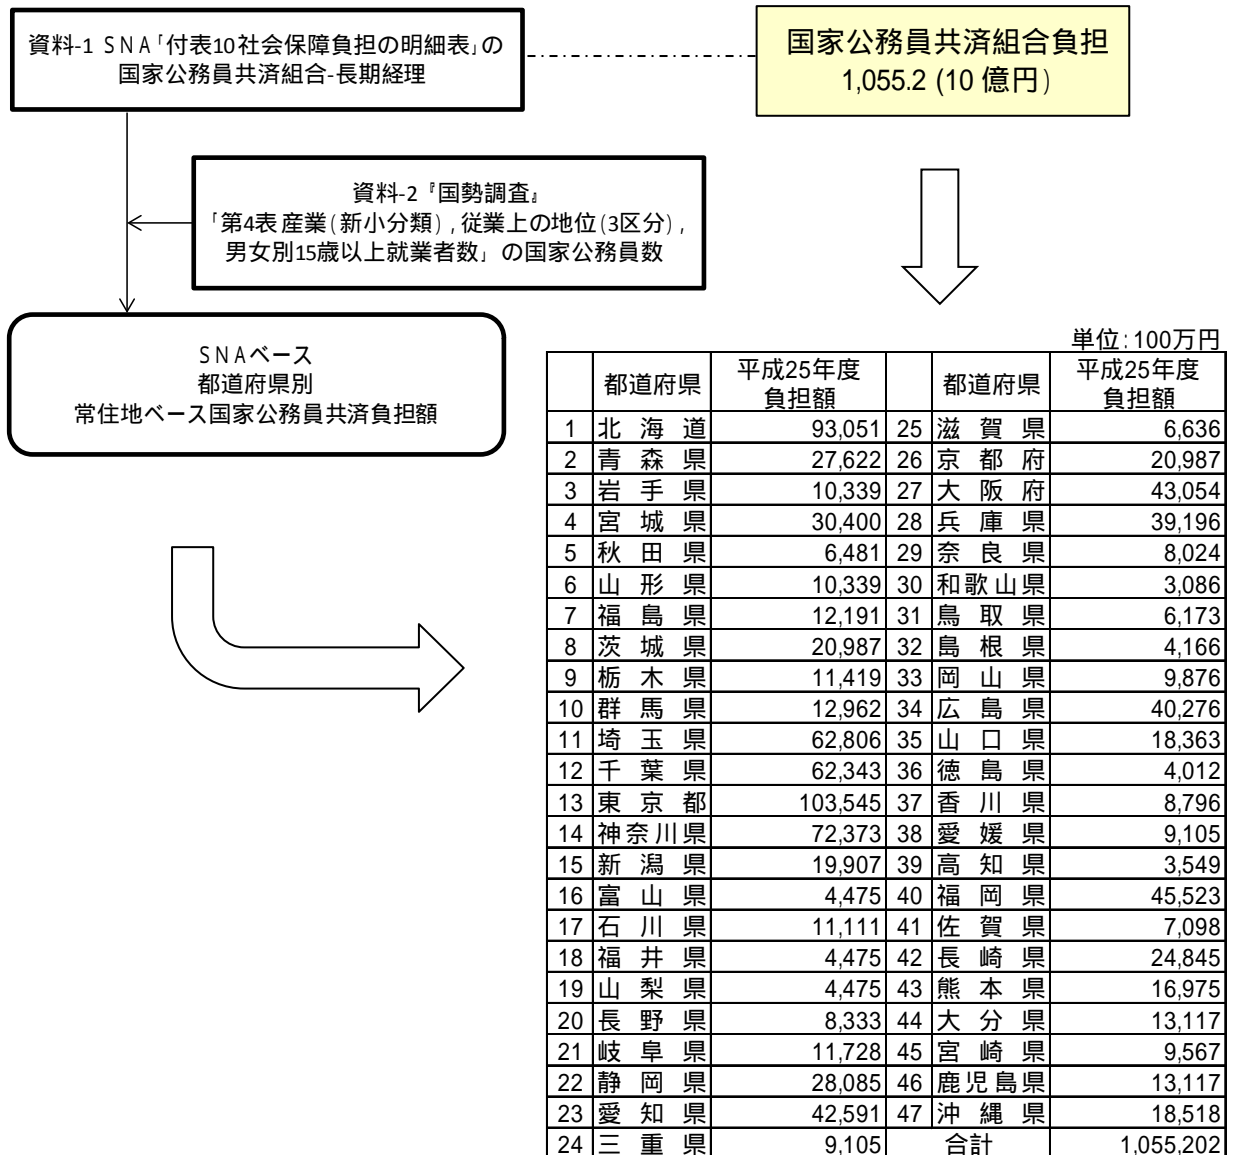 資料-1 SNA「付表10社会保障負担の明細表」の
国家公務員共済組合-長期経理
国家公務員共済組合負担
1,055.2 (10 億円)
資料-2『国勢調査』
「第4表 産業(新小分類), 従業上の地位(3区分),
男女別15歳以上就業者数」の国家公務員数
SNAベース
都道府県別
常住地ベース国家公務員共済負担額
単位:100万円
都道府県 平成25年度 負担額 都道府県 平成25年度 負担額
1 北海道 93,051 25 滋賀県 6,636
2 青森県 27,622 26 京都府 20,987
3 岩手県 10,339 27 大阪府 43,054
4 宮城県 30,400 28 兵庫県 39,196
5 秋田県 6,481 29 奈良県 8,024
6 山形県 10,339 30 和歌山県 3,086
7 福島県 12,191 31 鳥取県 6,173
8 茨城県 20,987 32 島根県 4,166
9 栃木県 11,419 33 岡山県 9,876
10 群馬県 12,962 34 広島県 40,276
11 埼玉県 62,806 35 山口県 18,363
12 千葉県 62,343 36 徳島県 4,012
13 東京都 103,545 37 香川県 8,796
14 神奈川県 72,373 38 愛媛県 9,105
15 新潟県 19,907 39 高知県 3,549
16 富山県 4,475 40 福岡県 45,523
17 石川県 11,111 41 佐賀県 7,098
18 福井県 4,475 42 長崎県 24,845
19 山梨県 4,475 43 熊本県 16,975
20 長野県 8,333 44 大分県 13,117
21 岐阜県 11,728 45 宮崎県 9,567
22 静岡県 28,085 46 鹿児島県 13,117
23 愛知県 42,591 47 沖縄県 18,518
24 三重県 9,105 合計 1,055,202